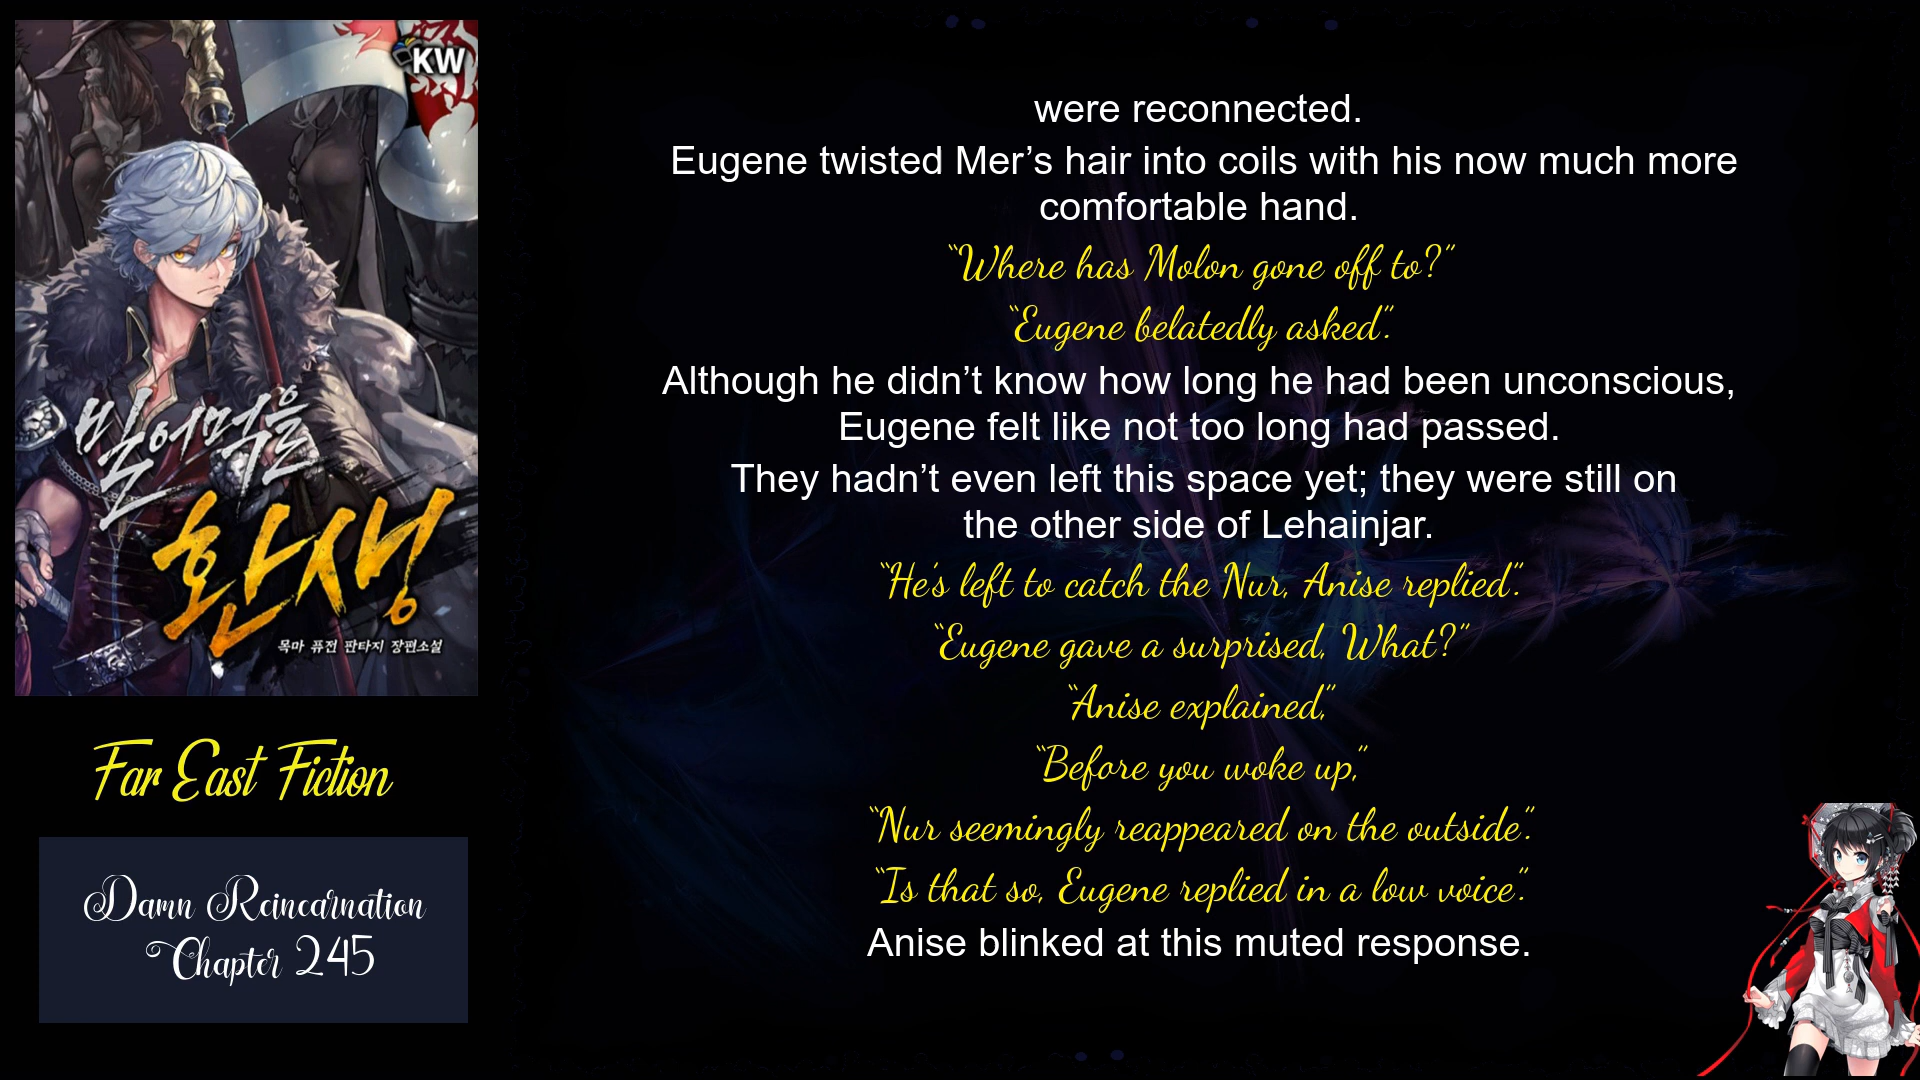 KW
빌어먹을
환생
목마 퓨전 판타지 장편소설
Far East Fiction
Damn Reincarnation
Chapter 245
were reconnected.
Eugene twisted Mer’s hair into coils with his now much more
comfortable hand.
“Where has Molon gone off to?”
“Eugene belatedly asked”.
Although he didn’t know how long he had been unconscious,
Eugene felt like not too long had passed.
They hadn’t even left this space yet; they were still on
the other side of Lehainjar.
“He’s left to catch the Nur, Anise replied”.
“Eugene gave a surprised, What?”
“Anise explained,”
“Before you woke up,”
“Nur seemingly reappeared on the outside”.
“Is that so, Eugene replied in a low voice”.
Anise blinked at this muted response.